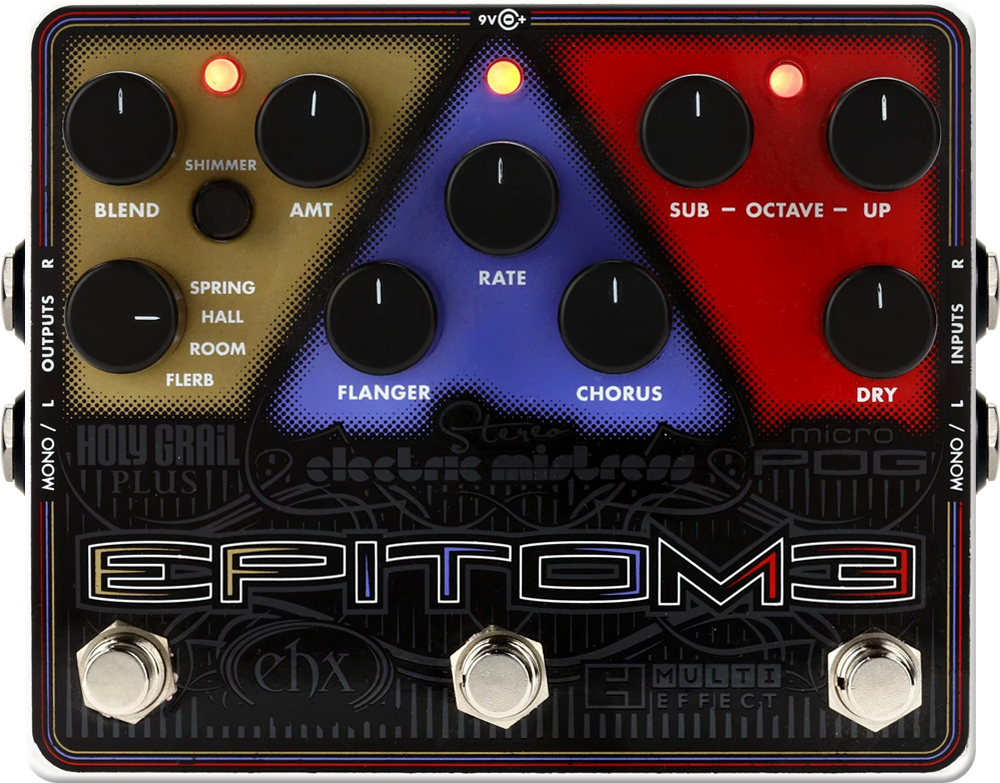 9V +
SHIMMER
BLEND
AMT
SPRING
HALL
ROOM
FLERB
RATE
FLANGER
CHORUS
SUB – OCTAVE – UP
DRY
MONO / L OUTPUTS R
MONO / L INPUTS R
HOLY GRAiL
PLUS
Stereo
electric mistress
micro
POG
EPITOM3
ehx
MULTI
EFFECT